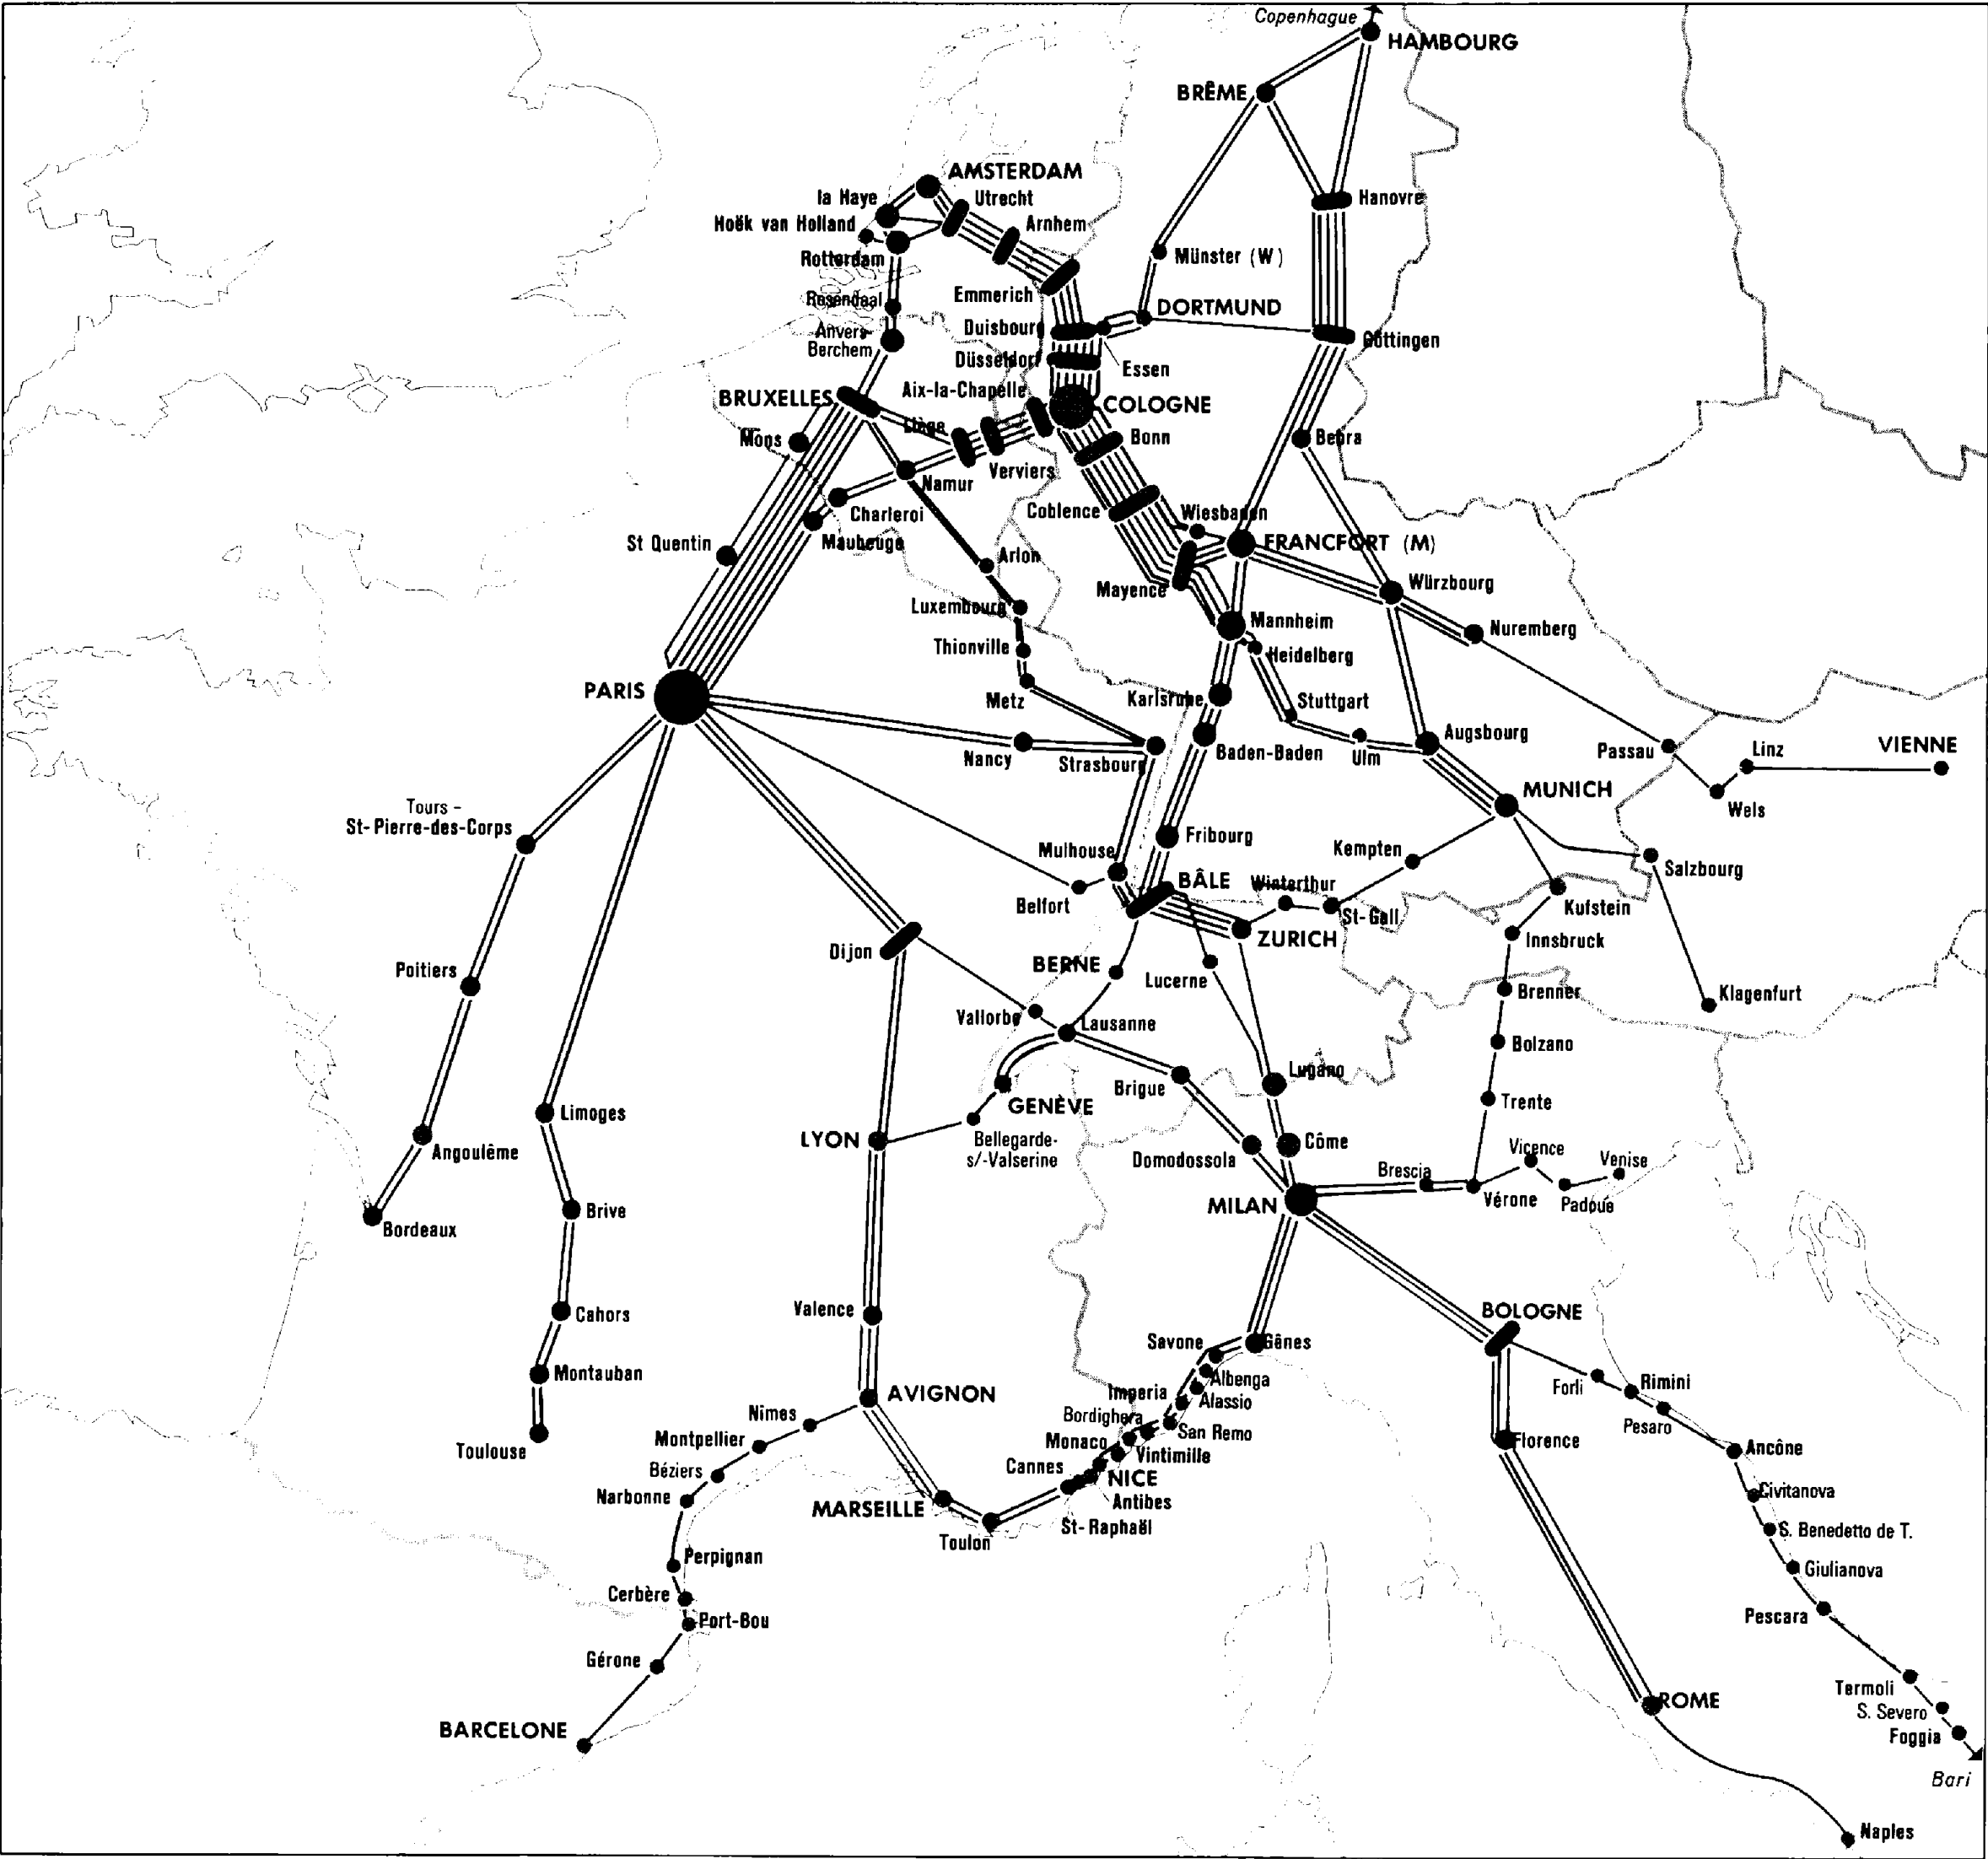 Copenhague
HAMBOURG
BRÊME
AMSTERDAM
la Haye
Utrecht
Hanovre
Hoëk van Holland
Arnhem
Rotterdam
Münster (W)
Emmerich
Rosendaal
DORTMUND
Duisbourg
Anvers-
Berchem
Göttingen
Düsseldorf
Essen
Aix-la-Chapelle
BRUXELLES
COLOGNE
Liège
Mons
Bonn
Bebra
Verviers
Namur
Coblence
Charleroi
Wiesbaden
St Quentin
Maubeuge
FRANCFORT (M)
Arlon
Würzbourg
Mayence
Luxembourg
Mannheim
Nuremberg
Thionville
Heidelberg
PARIS
Metz
Karlsruhe
Stuttgart
Augsbourg
Nancy
Strasbourg
Baden-Baden
Ulm
Passau
Linz
VIENNE
MUNICH
Tours –
St-Pierre-des-Corps
Wels
Fribourg
Mulhouse
Kempten
Salzbourg
BÂLE
Winterthur
Belfort
St-Gall
Kufstein
ZURICH
Innsbruck
Dijon
BERNE
Lucerne
Poitiers
Brenner
Klagenfurt
Vallorbe
Lausanne
Bolzano
Lugano
Brigue
GENÈVE
Trente
Limoges
LYON
Bellegarde-
s/-Valserine
Côme
Angoulême
Domodossola
Vicence
Brescia
Venise
Vérone
Padoue
MILAN
Bordeaux
Brive
Valence
Cahors
BOLOGNE
Savone
Gênes
Montauban
Albenga
Forli
Rimini
AVIGNON
Imperia
Alassio
Nimes
Bordighera
Pesaro
San Remo
Montpellier
Monaco
Florence
Toulouse
Vintimille
Ancône
Béziers
Cannes
NICE
Narbonne
Antibes
Civitanova
MARSEILLE
St-Raphaël
S. Benedetto de T.
Toulon
Perpignan
Giulianova
Cerbère
Port-Bou
Pescara
Gérone
Termoli
ROME
S. Severo
BARCELONE
Foggia
Bari
Naples